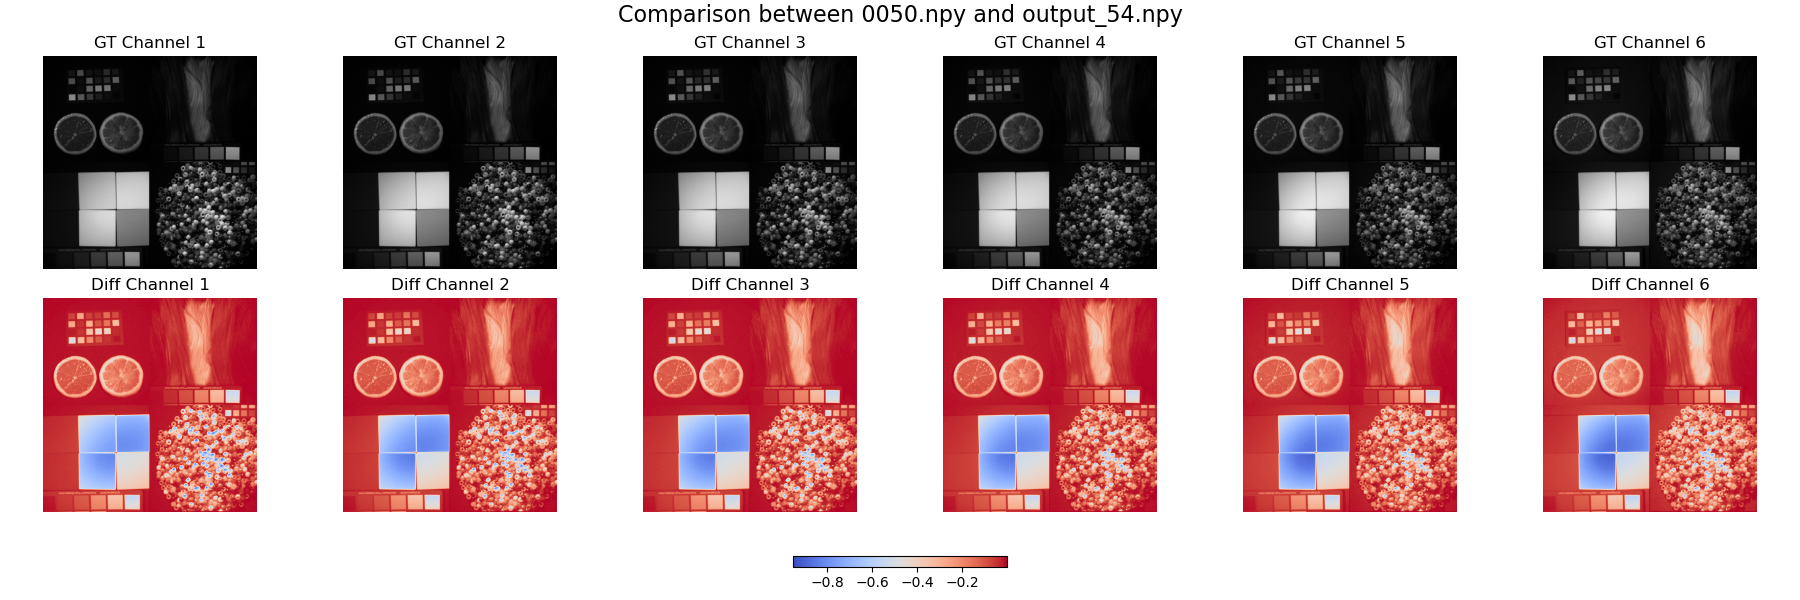 Comparison between 0050.npy and output_54.npy
GT Channel 1
GT Channel 2
GT Channel 3
GT Channel 4
GT Channel 5
GT Channel 6
Diff Channel 1
Diff Channel 2
Diff Channel 3
Diff Channel 4
Diff Channel 5
Diff Channel 6
−0.8 −0.6 −0.4 −0.2